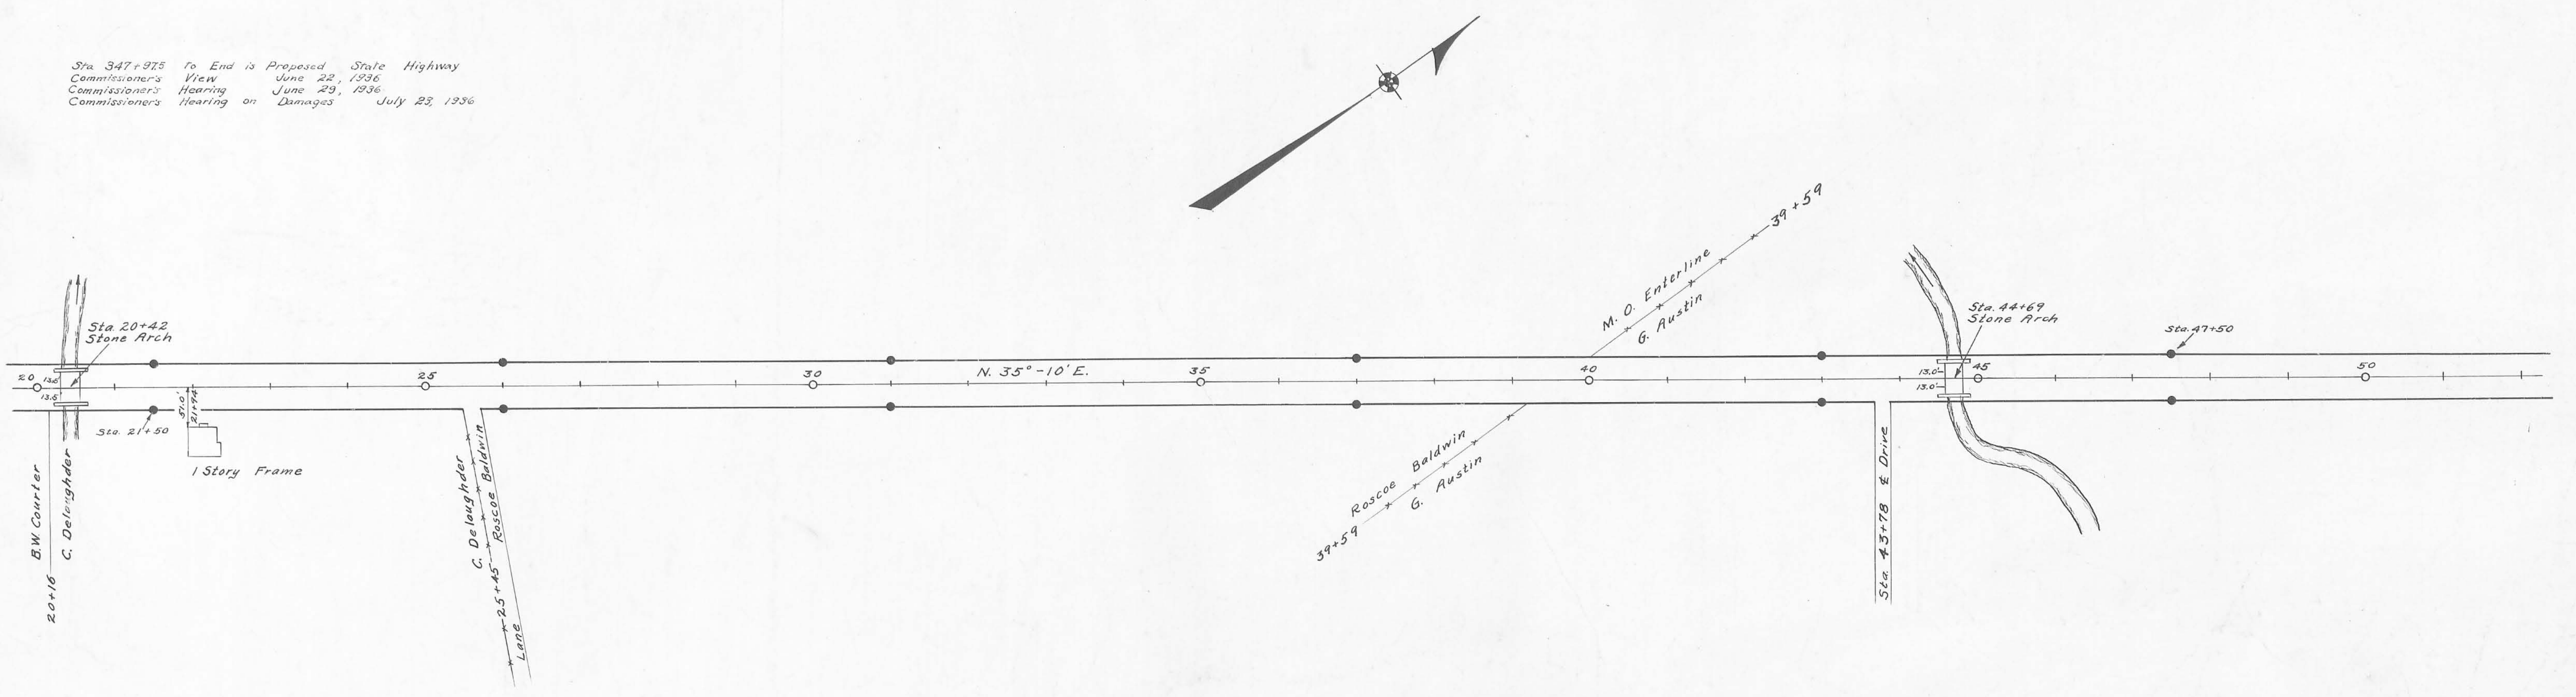 Sta 347+97.5 To End is Proposed State Highway
Commissioner's View June 22, 1936
Commissioner's Hearing June 29, 1936
Commissioner's Hearing on Damages July 23, 1936
39+59
M. O. Enterline
G. Austin
Sta. 20+42
Stone Arch
Sta. 44+69
Stone Arch
Sta. 47+50
20
13.5'
13.5'
25
30
N. 35° - 10' E.
35
40
13.0'
13.0'
45
50
Sta. 21+50
51.0'
21+94
1 Story Frame
B.W. Courter
20+16
C. Deloughder
C. Deloughder
25+45
Roscoe Baldwin
Lane
Roscoe Baldwin
G. Austin
39+59
Sta. 43+78 ℄ Drive